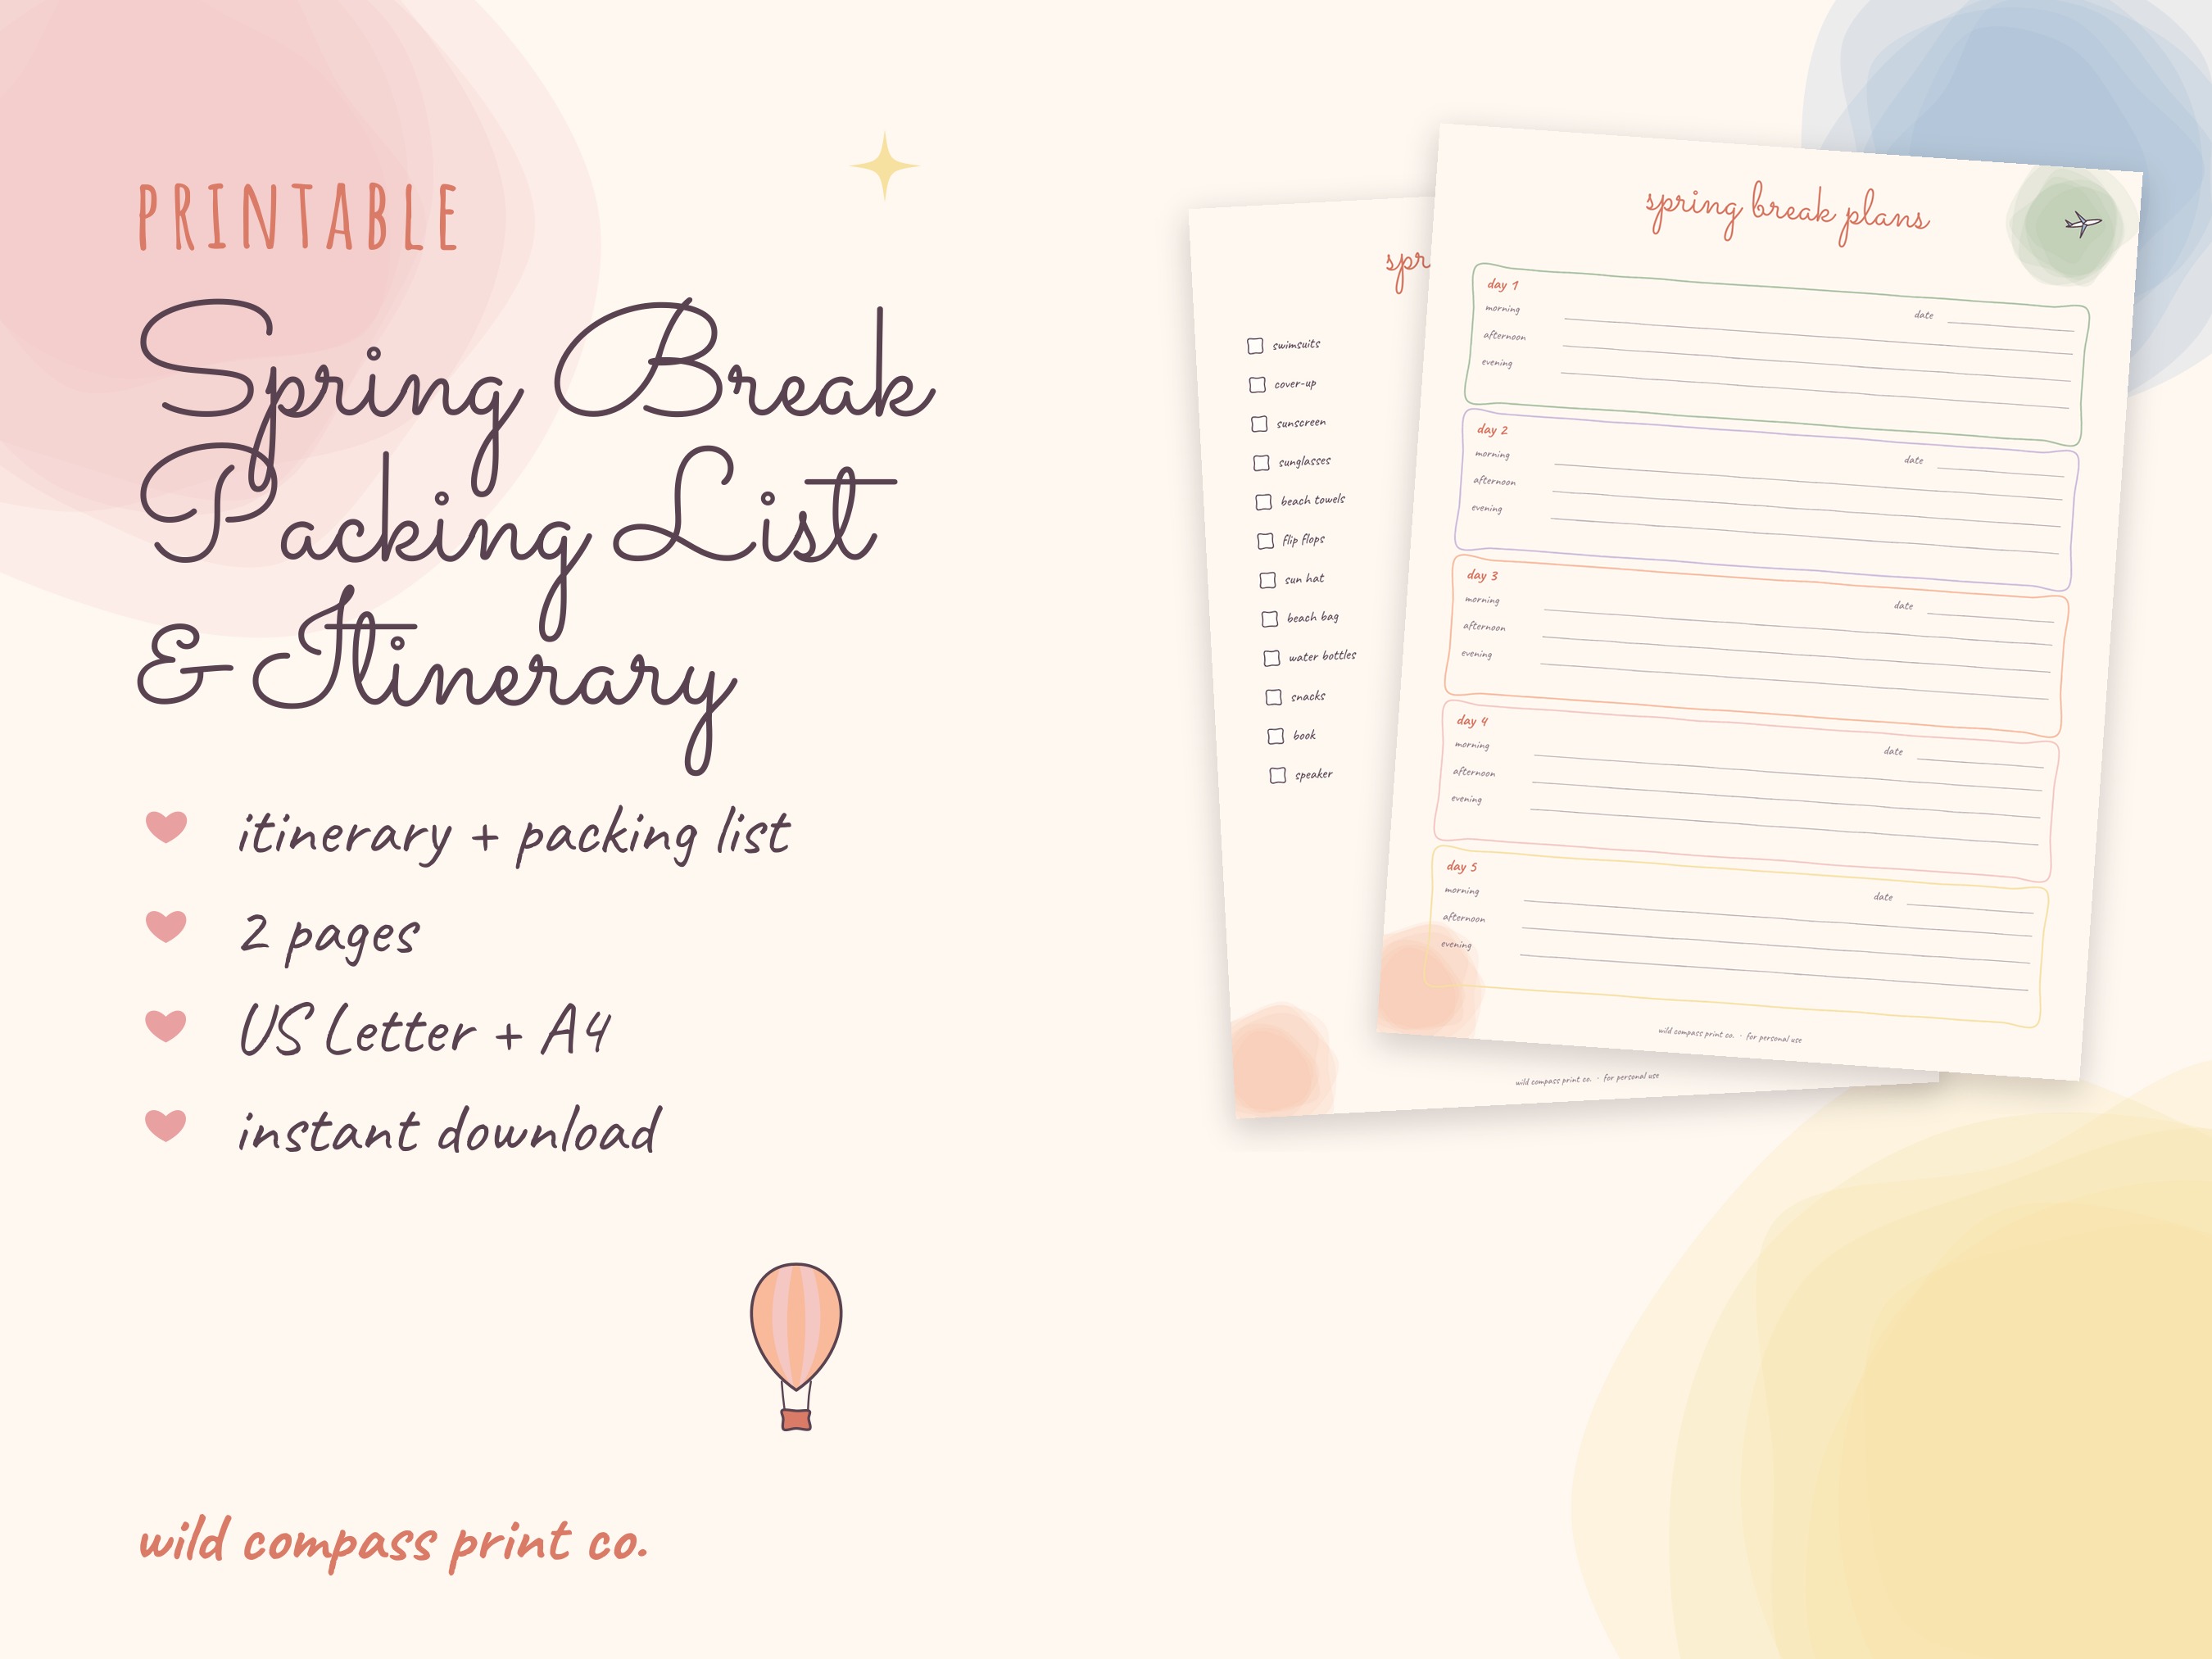 PRINTABLE
Spring Break
Packing List
& Itinerary
itinerary + packing list
2 pages
US Letter + A4
instant download
wild compass print co.
spr
swimsuits
cover-up
sunscreen
sunglasses
beach towels
flip flops
sun hat
beach bag
water bottles
snacks
book
speaker
wild compass print co. · for personal use
spring break plans
day 1
date
morning
afternoon
evening
day 2
date
morning
afternoon
evening
day 3
date
morning
afternoon
evening
day 4
date
morning
afternoon
evening
day 5
date
morning
afternoon
evening
wild compass print co. · for personal use